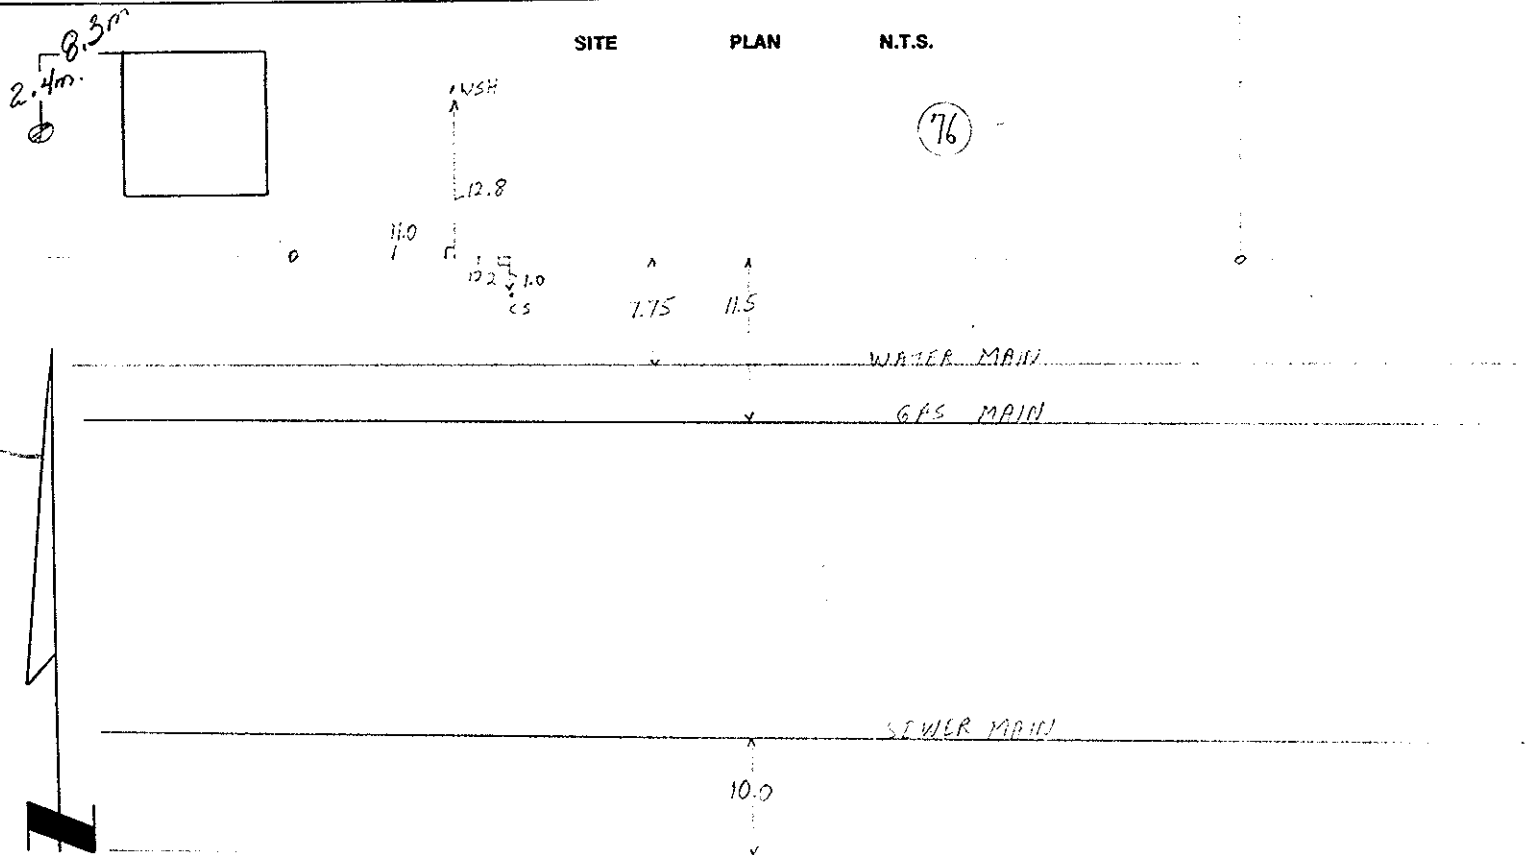 8.3m
SITE PLAN N.T.S.
2.4m.
WSH
76
12.8
11.0
1.0
CS
7.75 11.5
WATER MAIN
GAS MAIN
SEWER MAIN
10.0
N